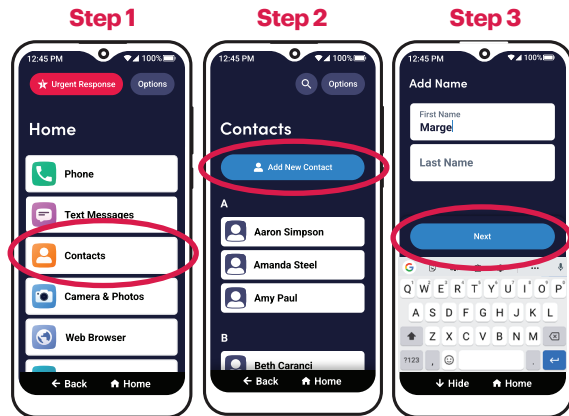 Step 1
12:45 PM
100%
Urgent Response
Options
Home
Phone
Text Messages
Contacts
Camera & Photos
Web Browser
← Back
Home
Step 2
12:45 PM
100%
Options
Contacts
Add New Contact
A
Aaron Simpson
Amanda Steel
Amy Paul
B
Beth Caranci
← Back
Home
Step 3
12:45 PM
100%
Add Name
First Name
Marge
Last Name
Next
G
Q W E R T Y U I O P
A S D F G H J K L
Z X C V B N M
?123 , .
↓ Hide
Home